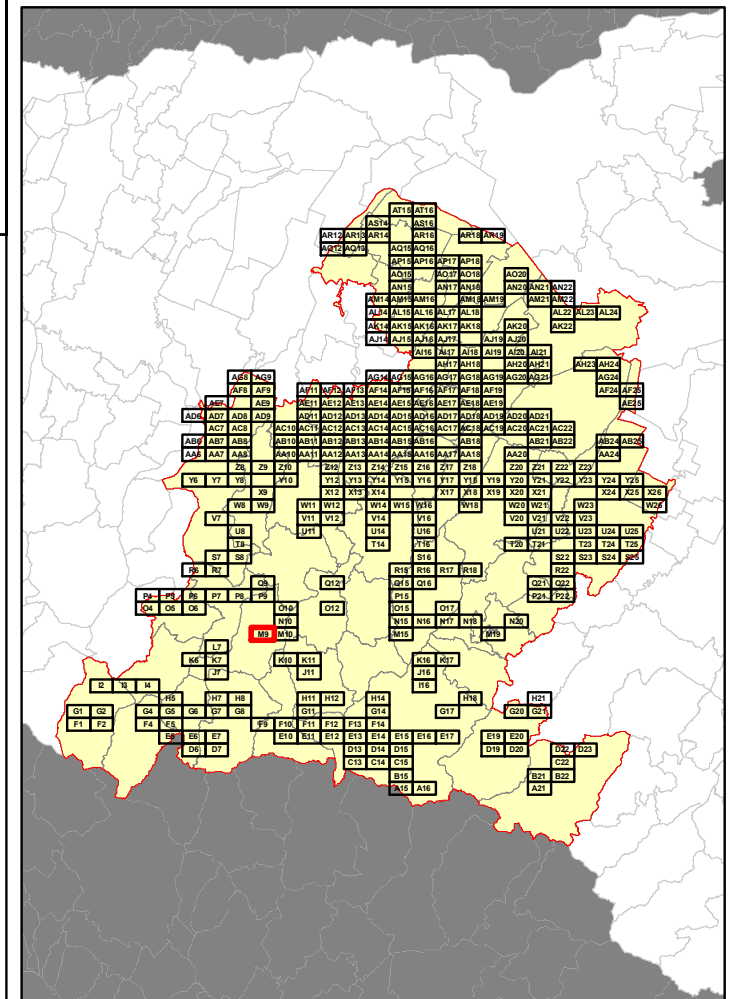 AT15 AT16
AS14 AS16
AR12 AR13 AR14 AR16 AR18 AR19
AQ12 AQ13 AQ15 AQ16
AP15 AP16 AP17 AP18
AO15 AO17 AO18 AO20
AN15 AN17 AN18 AN20 AN21 AN22
AM14 AM15 AM16 AM18 AM19 AM21 AM22
AL14 AL15 AL16 AL17 AL18 AL22 AL23 AL24
AK14 AK15 AK16 AK17 AK18 AK20 AK22
AJ14 AJ15 AJ16 AJ17 AJ19 AJ20
AI16 AI17 AI18 AI19 AI20 AI21
AH17 AH18 AH20 AH21 AH23 AH24
AG8 AG9 AG14 AG15 AG16 AG17 AG18 AG19 AG20 AG21 AG24
AF8 AF9 AF11 AF12 AF13 AF14 AF15 AF16 AF17 AF18 AF19 AF24 AF25
AE7 AE9 AE11 AE12 AE13 AE14 AE15 AE16 AE17 AE18 AE19 AE25
AD6 AD7 AD8 AD9 AD11 AD12 AD13 AD14 AD15 AD16 AD17 AD18 AD19 AD20 AD21
AC7 AC8 AC10 AC11 AC12 AC13 AC14 AC15 AC16 AC17 AC18 AC19 AC20 AC21 AC22
AB6 AB7 AB8 AB10 AB11 AB12 AB13 AB14 AB15 AB16 AB18 AB21 AB22 AB24 AB25
AA6 AA7 AA8 AA10 AA11 AA12 AA13 AA14 AA15 AA16 AA17 AA18 AA20 AA24
Z8 Z9 Z10 Z12 Z13 Z14 Z15 Z16 Z17 Z18 Z20 Z21 Z22 Z23
Y6 Y7 Y8 Y10 Y12 Y13 Y14 Y15 Y16 Y17 Y18 Y19 Y20 Y21 Y22 Y23 Y24 Y25
X9 X12 X13 X14 X17 X18 X19 X20 X21 X24 X25 X26
W8 W9 W11 W12 W14 W15 W16 W18 W20 W21 W23 W26
V7 V11 V12 V14 V16 V20 V21 V22 V23
U8 U11 U14 U16 U21 U22 U23 U24 U25
T8 T14 T16 T20 T21 T23 T24 T25
S7 S8 S16 S22 S23 S24 S25
R6 R7 R15 R16 R17 R18 R22
Q9 Q12 Q15 Q16 Q21 Q22
P4 P5 P6 P7 P8 P9 P15 P21 P22
O4 O5 O6 O10 O12 O15 O17
N10 N15 N16 N17 N18 N20
M9 M10 M15 M19
L7
K6 K7 K10 K11 K16 K17
J7 J11 J16
I2 I3 I4 I16
H5 H7 H8 H11 H12 H14 H18 H21
G1 G2 G4 G5 G6 G7 G8 G11 G14 G17 G20 G21
F1 F2 F4 F5 F9 F10 F11 F12 F13 F14
E5 E6 E7 E10 E11 E12 E13 E14 E15 E16 E17 E19 E20
D6 D7 D13 D14 D15 D19 D20 D22 D23
C13 C14 C15 C22
B15 B21 B22
A15 A16 A21